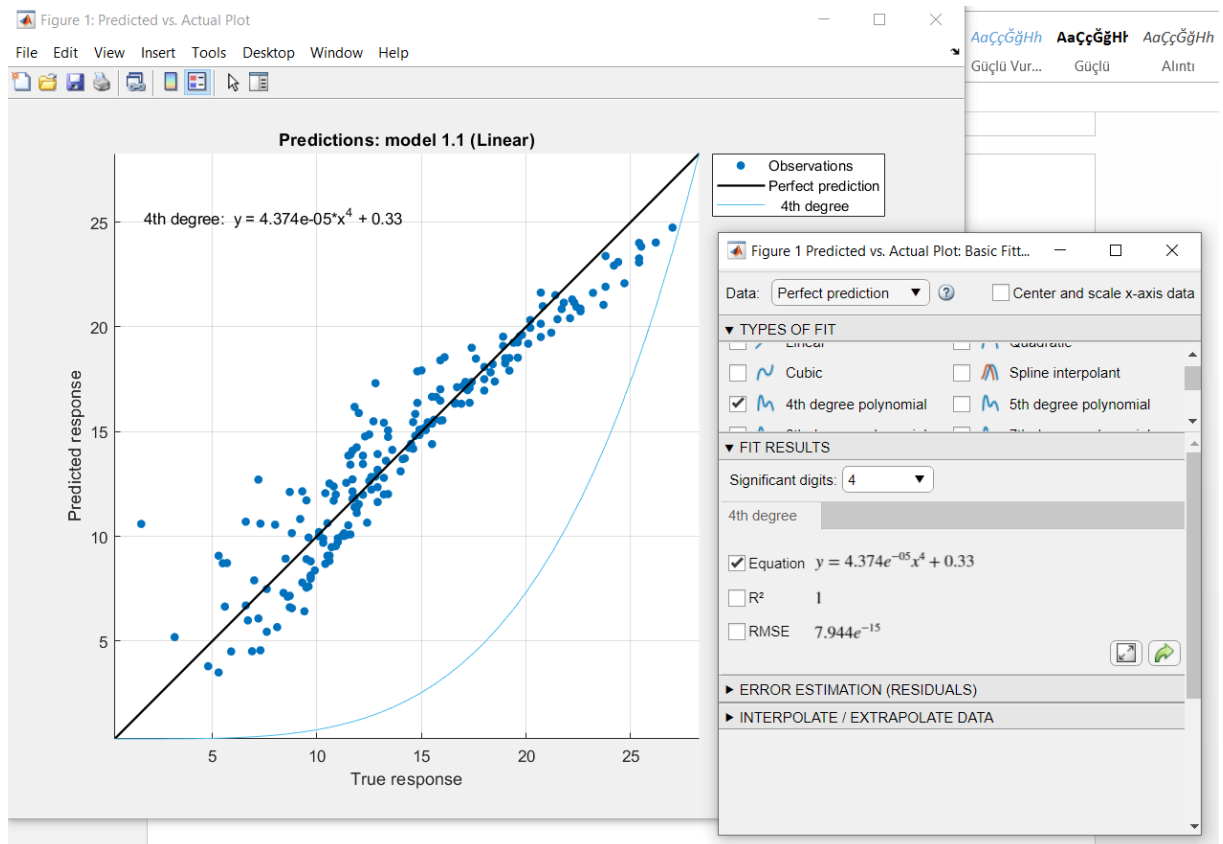 Figure 1: Predicted vs. Actual Plot
File Edit View Insert Tools Desktop Window Help
AaÇçĞğHh AaÇçĞğHł AaÇçĞğHh
Güçlü Vur... Güçlü Alıntı
Predictions: model 1.1 (Linear)
4th degree: y = 4.374e-05*x^4 + 0.33
Observations
Perfect prediction
4th degree
25
20
15
10
5
Predicted response
5 10 15 20 25
True response
Figure 1 Predicted vs. Actual Plot: Basic Fitt...
Data: Perfect prediction Center and scale x-axis data
TYPES OF FIT
Linear Quadratic
Cubic Spline interpolant
4th degree polynomial 5th degree polynomial
FIT RESULTS
Significant digits: 4
4th degree
Equation y = 4.374e^−05 x^4 + 0.33
R² 1
RMSE 7.944e^−15
ERROR ESTIMATION (RESIDUALS)
INTERPOLATE / EXTRAPOLATE DATA